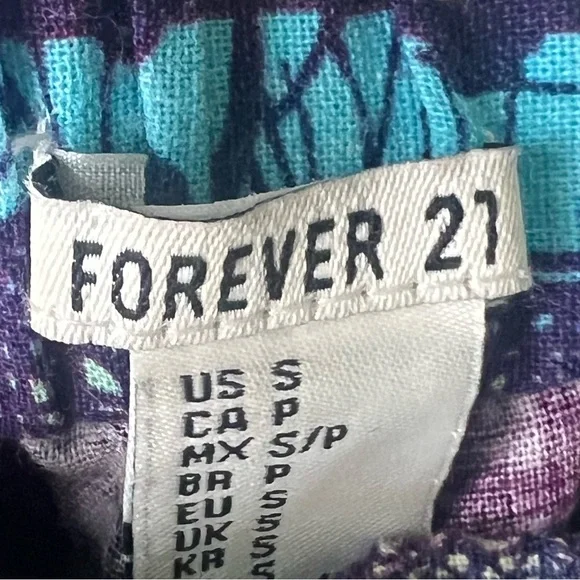 FOREVER 21
US S
CA P
MX S/P
BR P
EU S
UK S
KR S